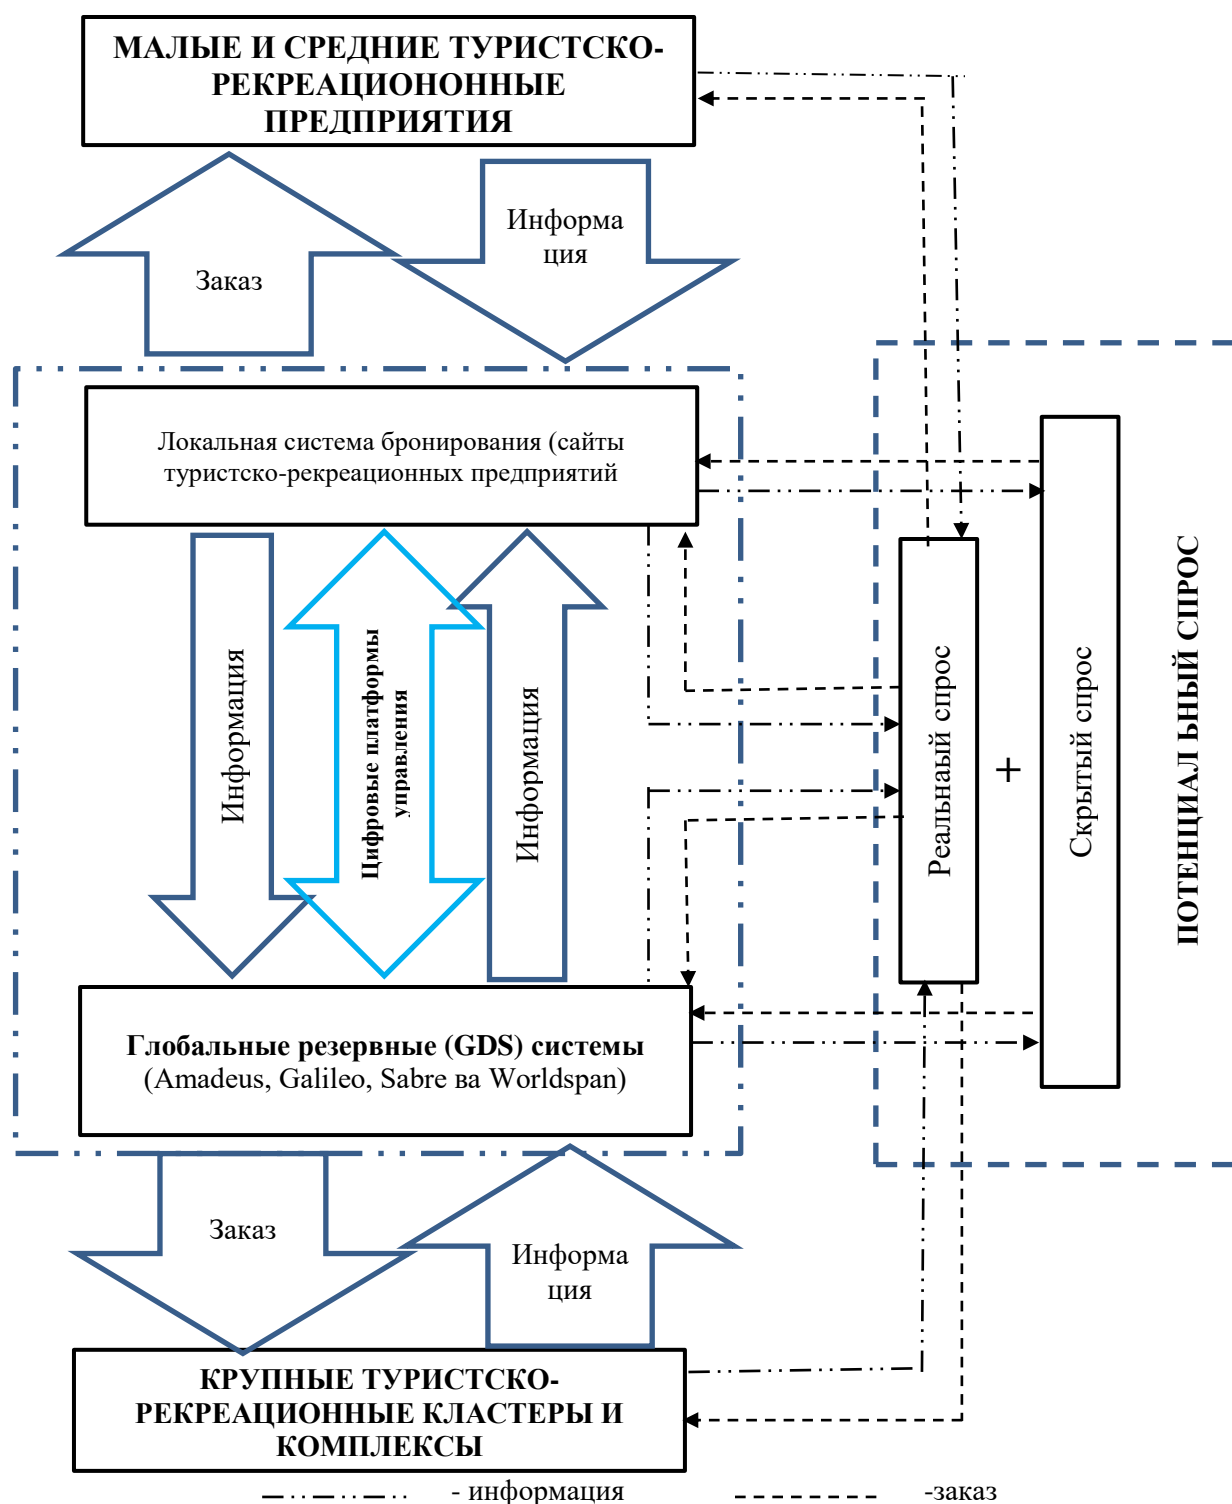 МАЛЫЕ И СРЕДНИЕ ТУРИСТСКО-
РЕКРЕАЦИОНОННЫЕ
ПРЕДПРИЯТИЯ
Заказ
Информа
ция
Локальная система бронирования (сайты
туристско-рекреационных предприятий
Информация
Цифровые платформы
управления
Информация
Реальнаый спрос
+
Скрытый спрос
ПОТЕНЦИАЛЬНЫЙ СПРОС
Глобальные резервные (GDS) системы
(Amadeus, Galileo, Sabre ва Worldspan)
Заказ
Информа
ция
КРУПНЫЕ ТУРИСТСКО-
РЕКРЕАЦИОННЫЕ КЛАСТЕРЫ И
КОМПЛЕКСЫ
- информация
-заказ